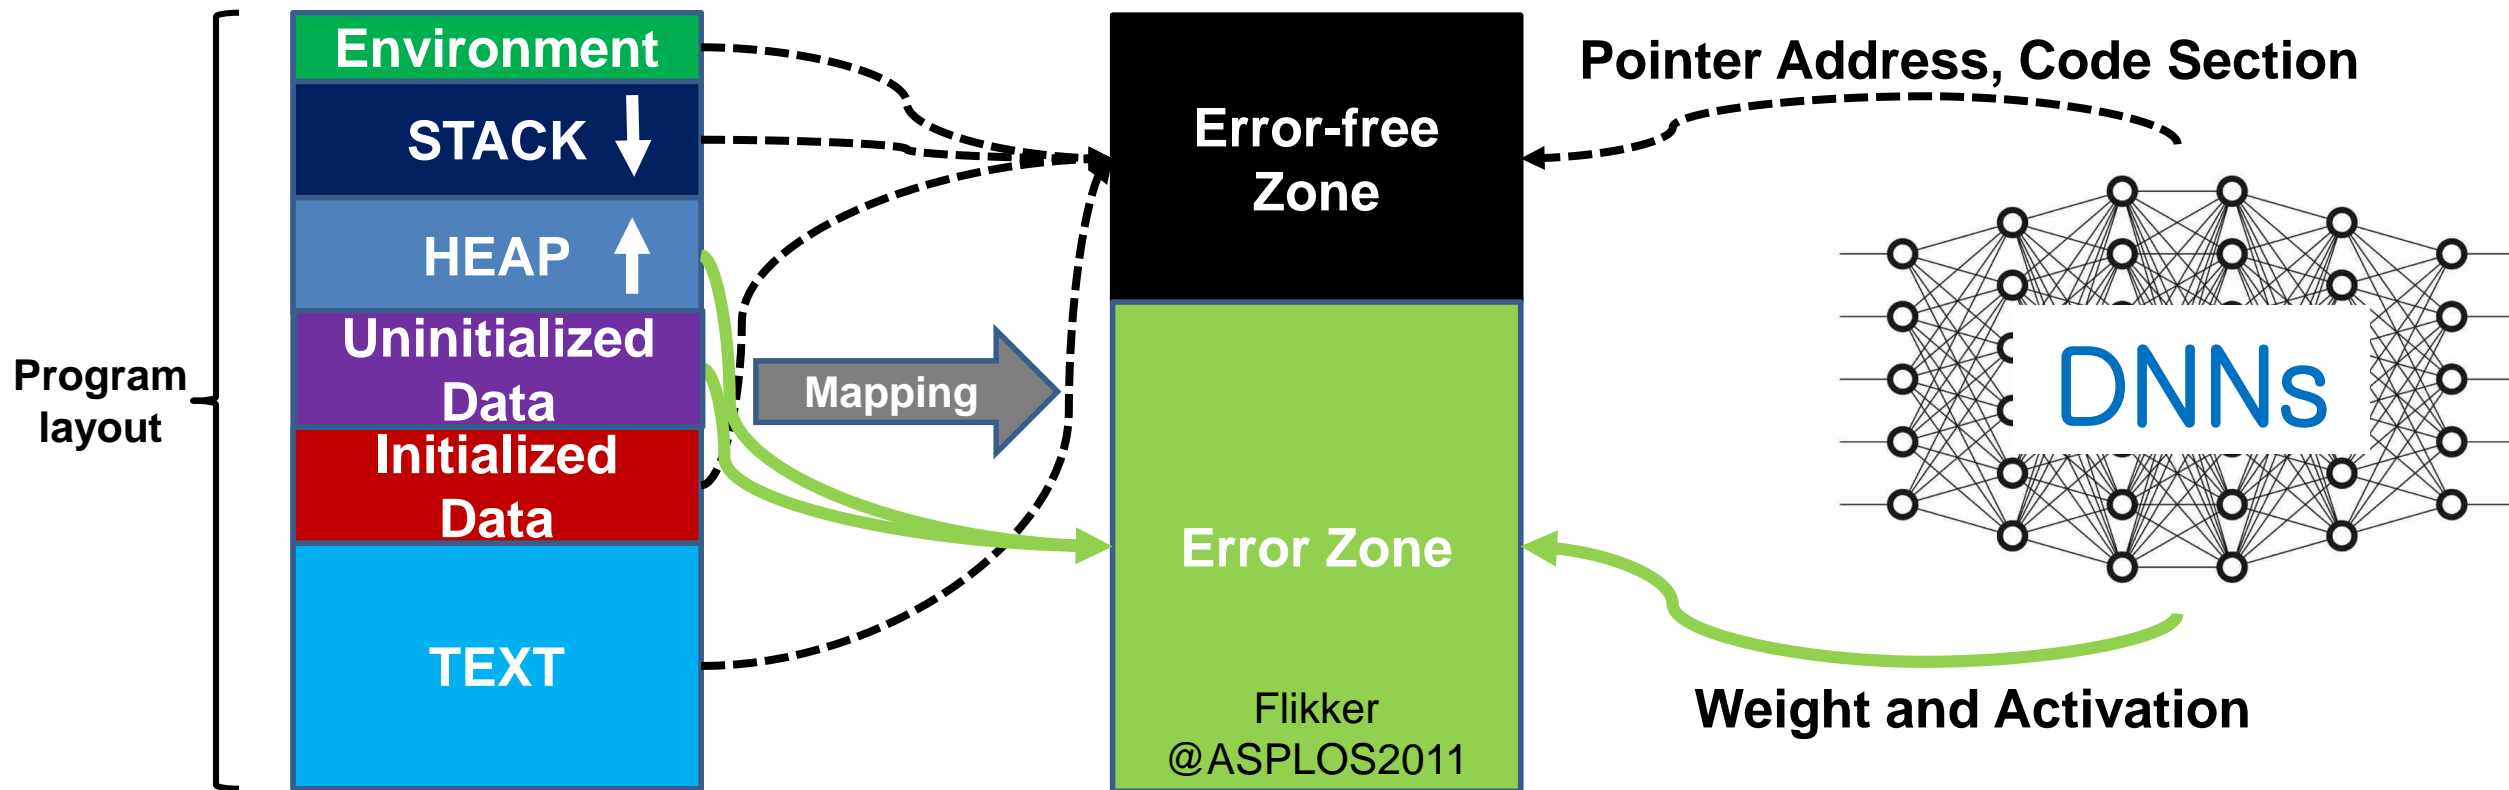 Program
layout
Environment
STACK
HEAP
Uninitialized
Data
Initialized
Data
TEXT
Mapping
Error-free
Zone
Error Zone
Flikker
@ASPLOS2011
Pointer Address, Code Section
DNNs
Weight and Activation